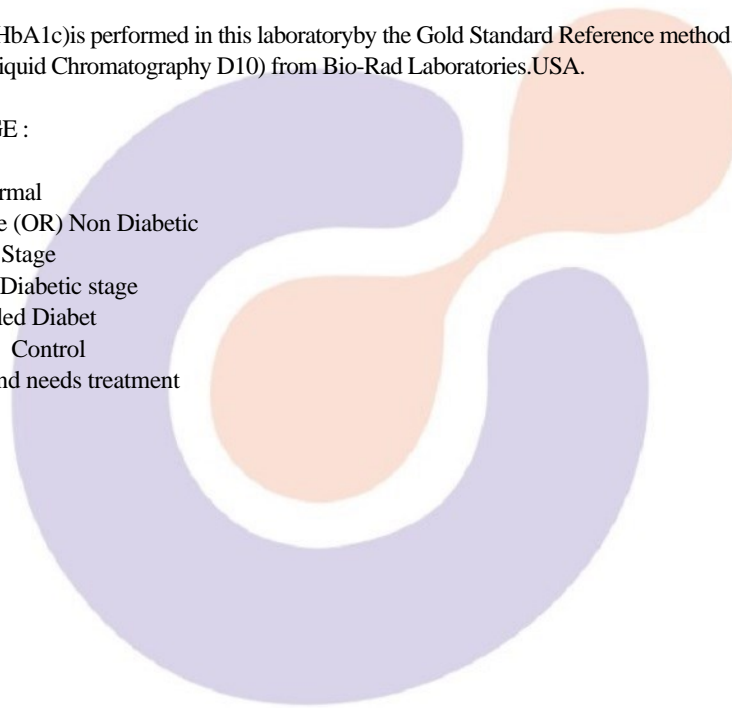 HbA1c)is performed in this laboratoryby the Gold Standard Reference method.
iquid Chromatography D10) from Bio-Rad Laboratories.USA.
GE :
rmal
e (OR) Non Diabetic
Stage
Diabetic stage
led Diabet
Control
nd needs treatment